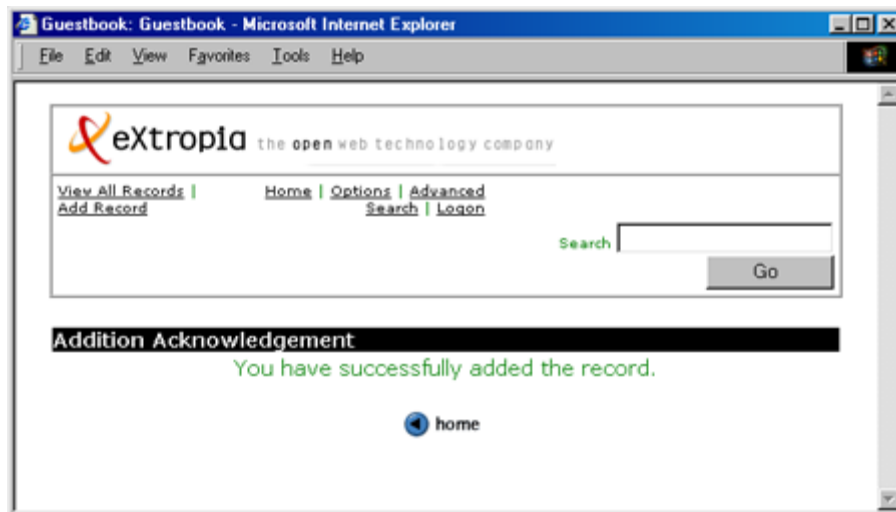 Guestbook: Guestbook - Microsoft Internet Explorer
File Edit View Favorites Tools Help
eXtropia the open web technology company
View All Records | Home | Options | Advanced
Add Record Search | Logon
Search
Go
Addition Acknowledgement
You have successfully added the record.
home